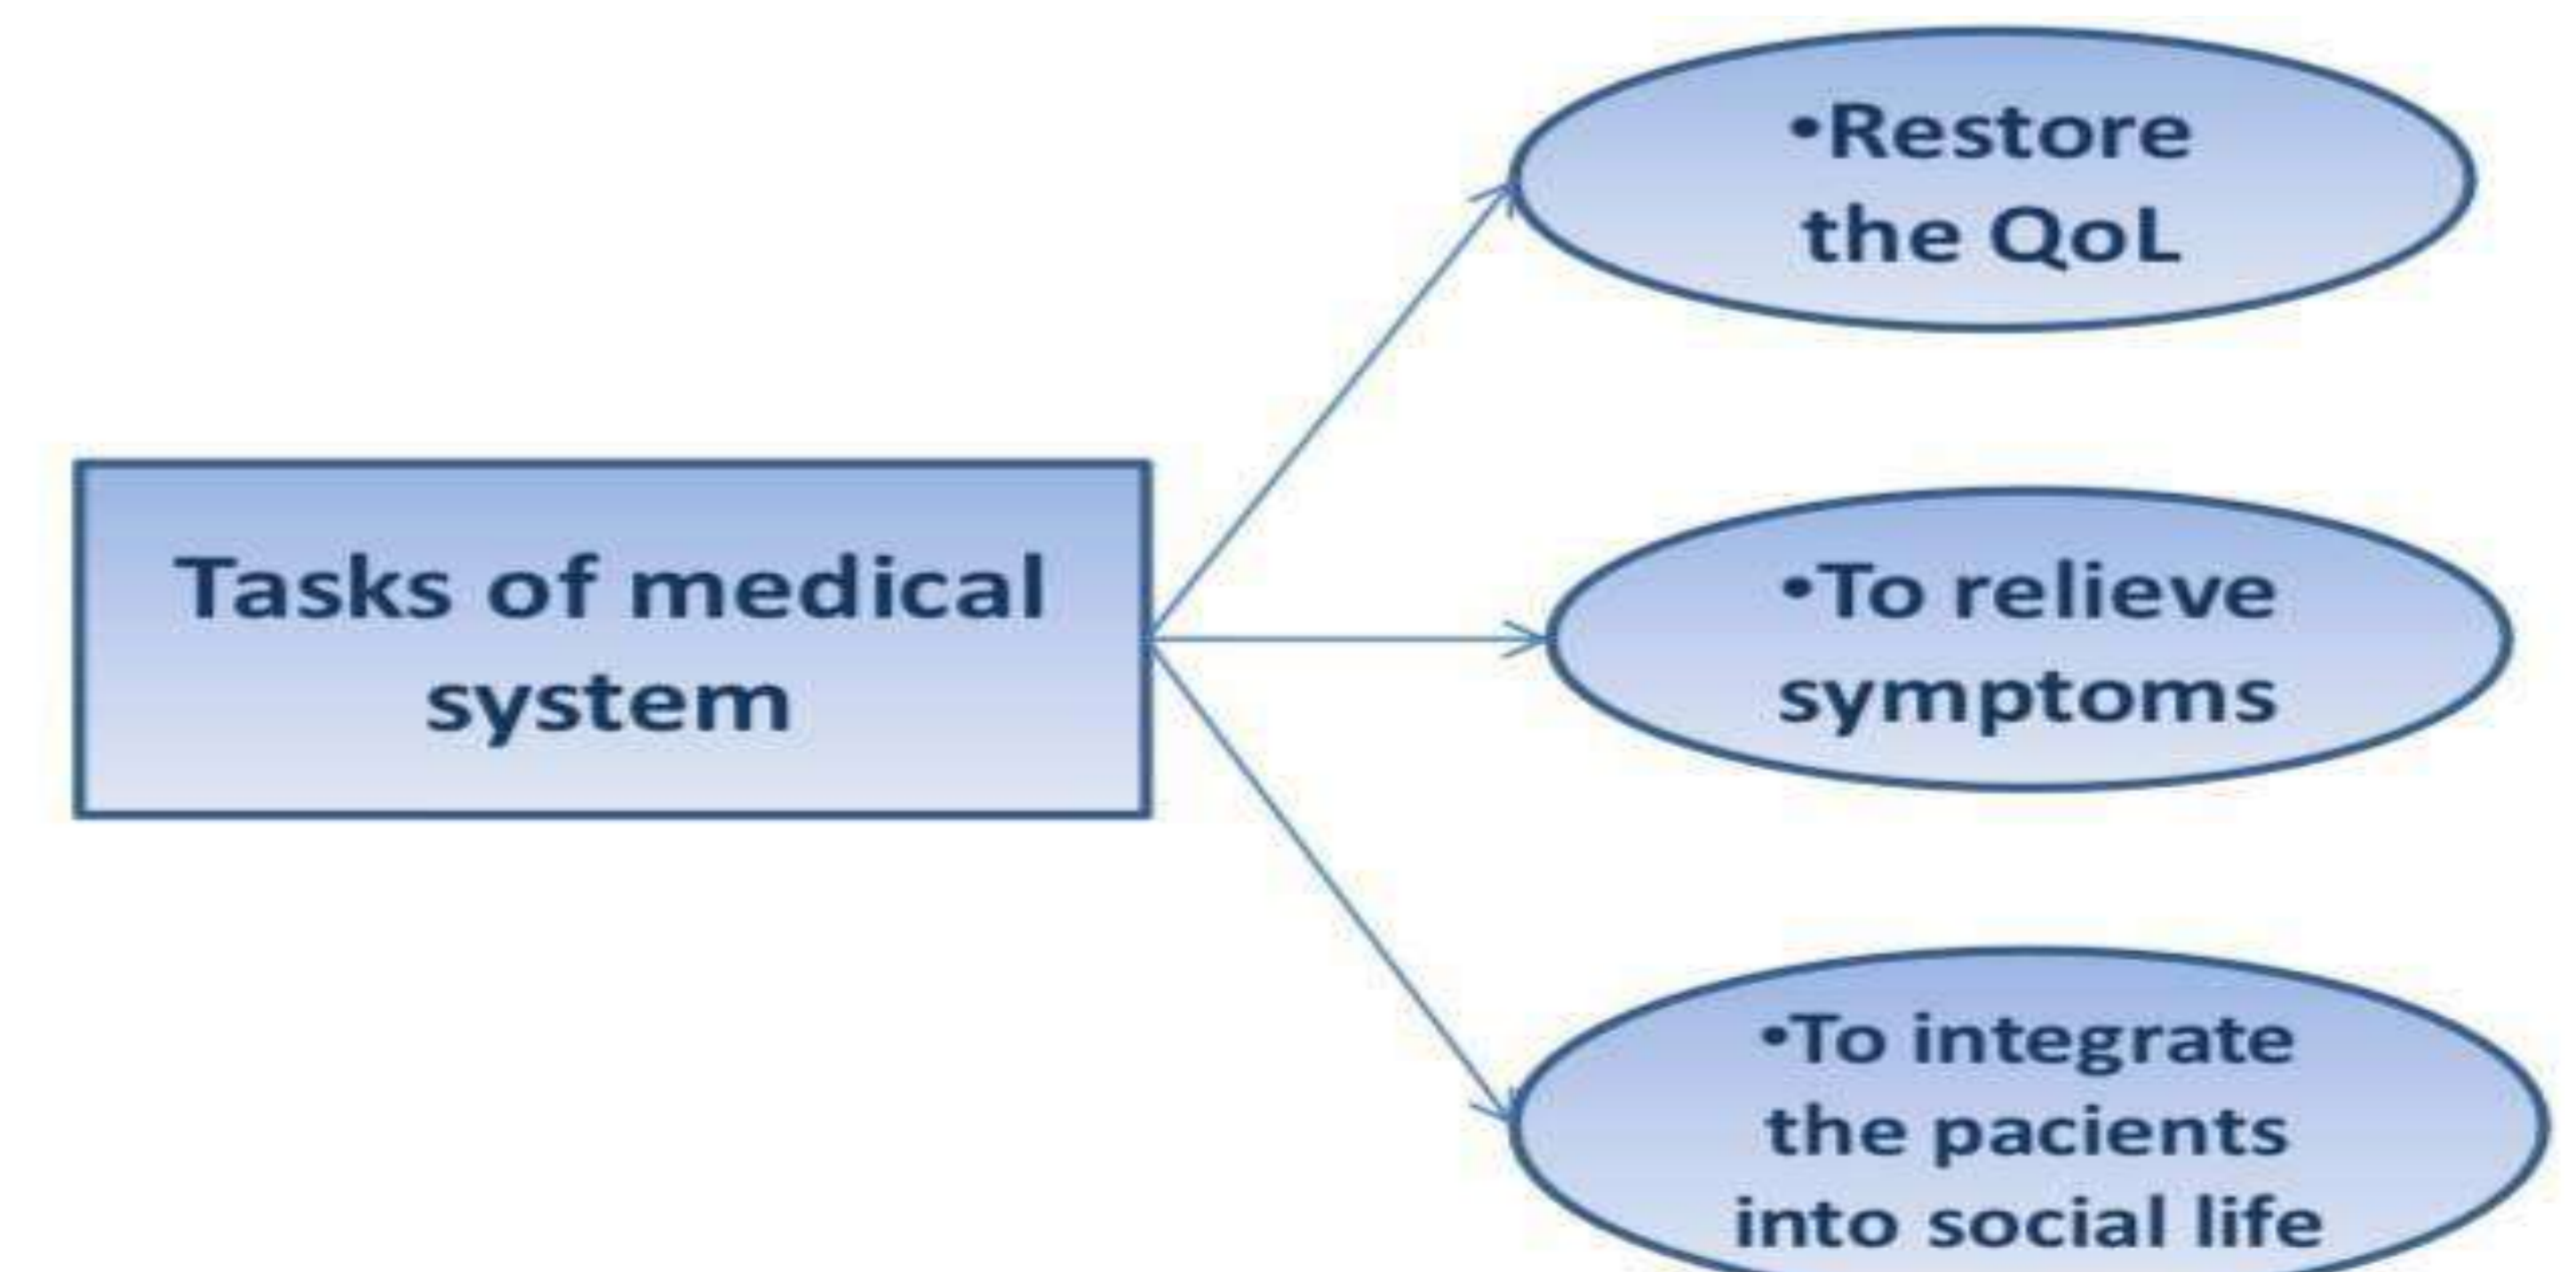 Tasks of medical
system
•Restore
the QoL
•To relieve
symptoms
•To integrate
the pacients
into social life